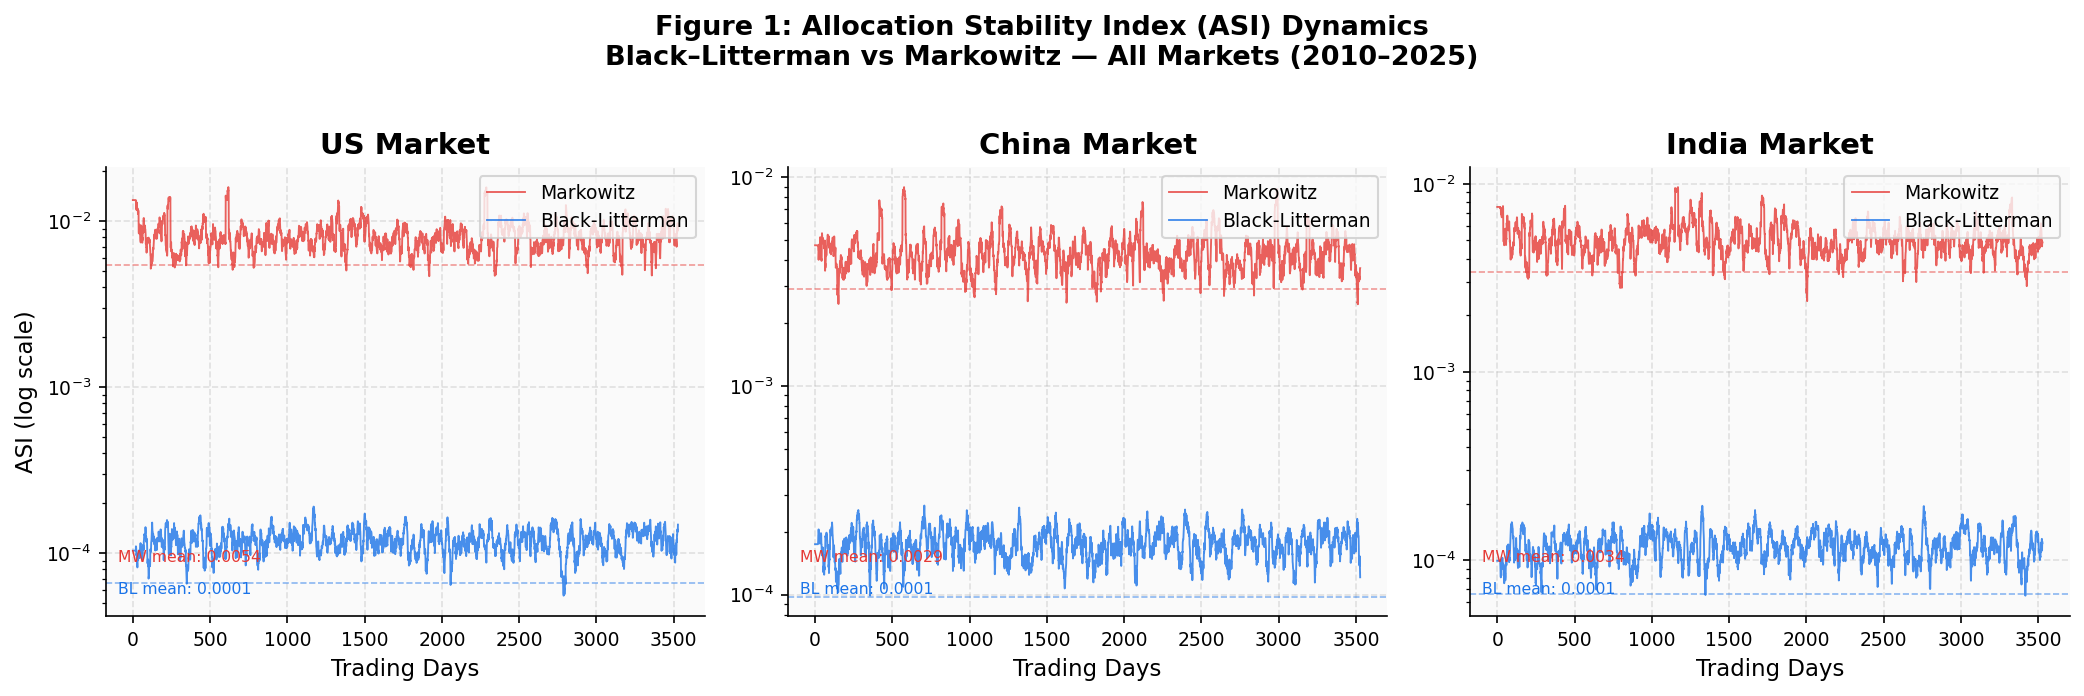 Figure 1: Allocation Stability Index (ASI) Dynamics
Black–Litterman vs Markowitz — All Markets (2010–2025)
US Market
ASI (log scale)
10⁻²
10⁻³
10⁻⁴
Markowitz
Black-Litterman
MW mean: 0.0054
BL mean: 0.0001
0 500 1000 1500 2000 2500 3000 3500
Trading Days
China Market
10⁻²
10⁻³
10⁻⁴
Markowitz
Black-Litterman
MW mean: 0.0029
BL mean: 0.0001
0 500 1000 1500 2000 2500 3000 3500
Trading Days
India Market
10⁻²
10⁻³
10⁻⁴
Markowitz
Black-Litterman
MW mean: 0.0034
BL mean: 0.0001
0 500 1000 1500 2000 2500 3000 3500
Trading Days